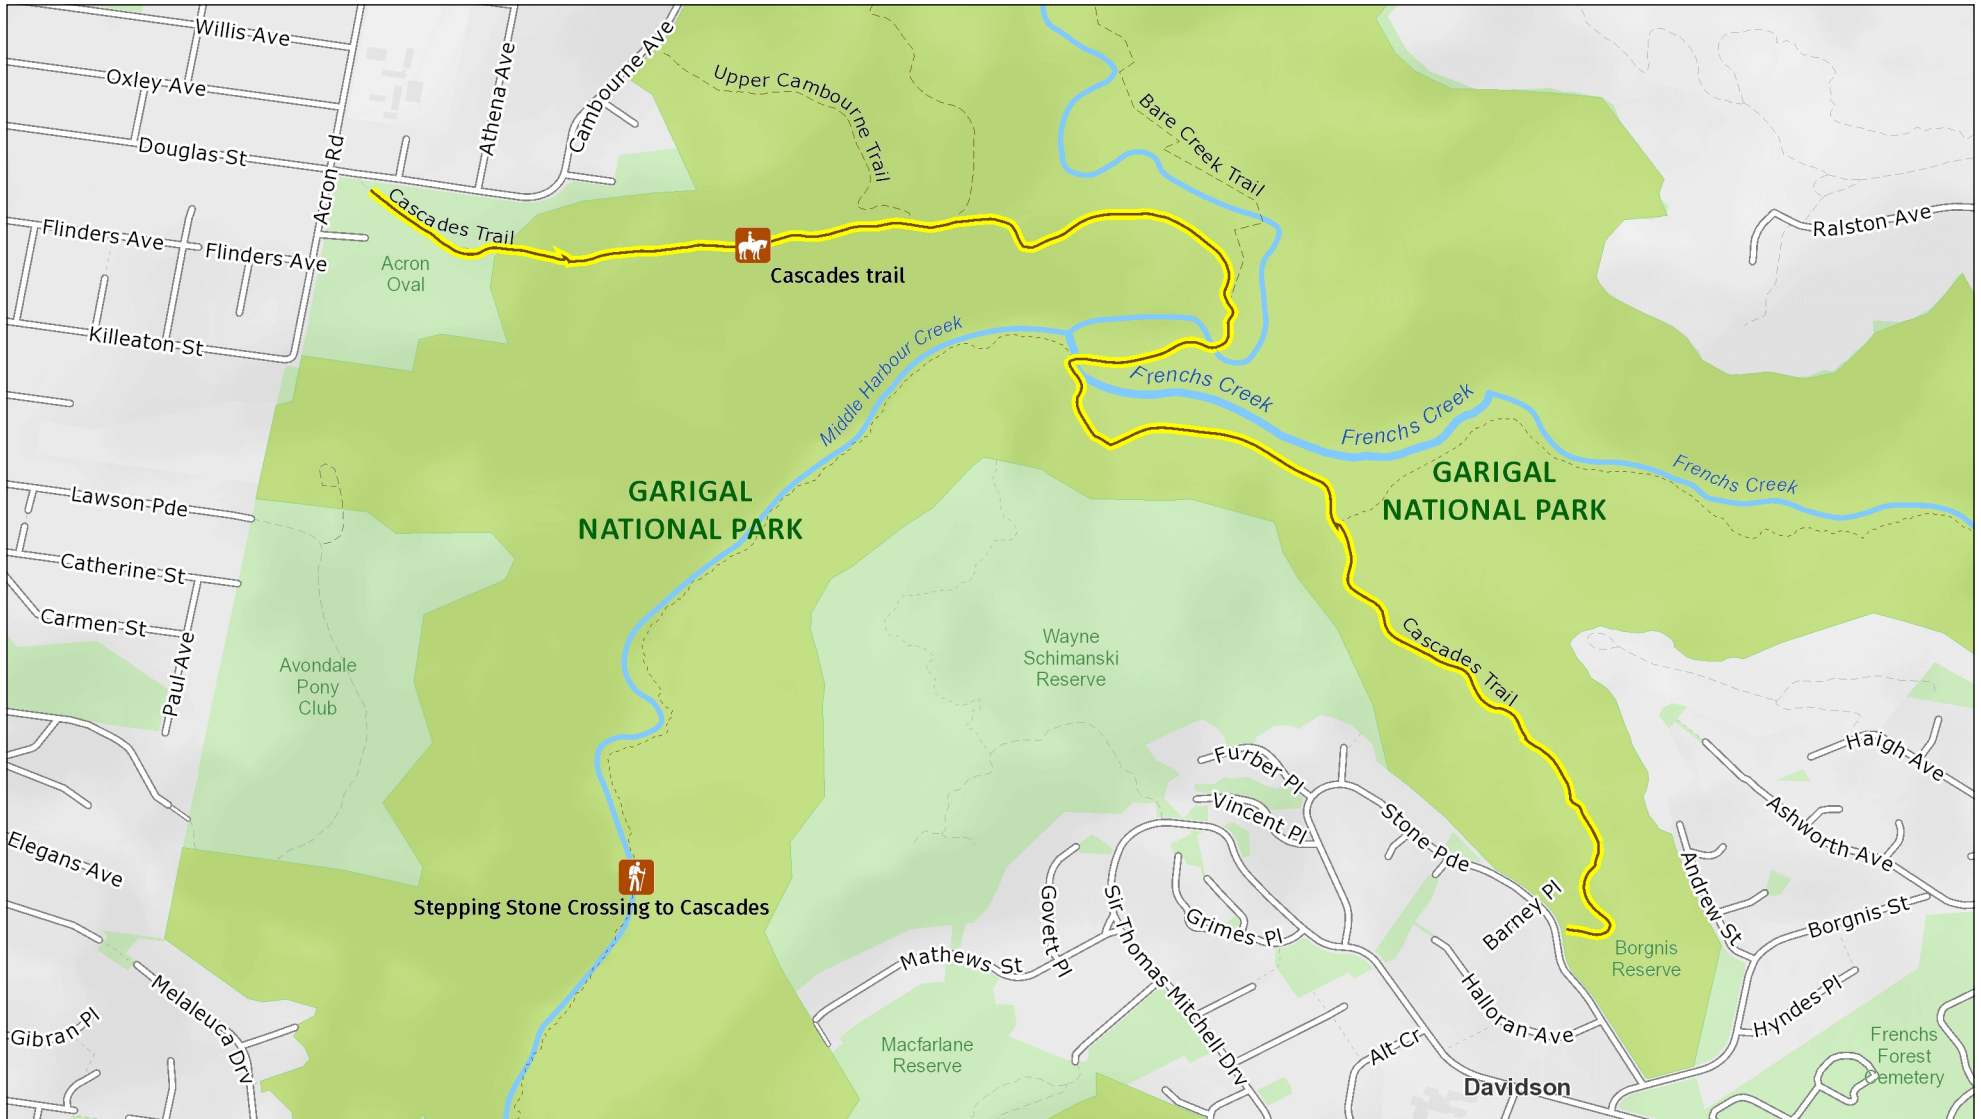 Willis Ave
Oxley Ave
Douglas St
Acron Rd
Athena Ave
Cambourne Ave
Upper Cambourne Trail
Bare Creek Trail
Ralston Ave
Flinders Ave
Flinders Ave
Cascades Trail
Acron
Oval
Cascades trail
Killeaton St
Middle Harbour Creek
Frenchs Creek
Frenchs Creek
Frenchs Creek
GARIGAL
NATIONAL PARK
GARIGAL
NATIONAL PARK
Lawson Pde
Catherine St
Carmen St
Paul Ave
Avondale
Pony
Club
Wayne
Schimanski
Reserve
Cascades Trail
Furber Pl
Vincent Pl
Stone Pde
Haigh Ave
Ashworth Ave
Elegans Ave
Stepping Stone Crossing to Cascades
Govett Pl
Sir Thomas Mitchell Drv
Grimes Pl
Barney Pl
Andrew St
Borgnis St
Mathews St
Borgnis
Reserve
Melaleuca Drv
Gibran Pl
Halloran Ave
Hyndes Pl
Macfarlane
Reserve
Alt Cr
Frenchs
Forest
Cemetery
Davidson